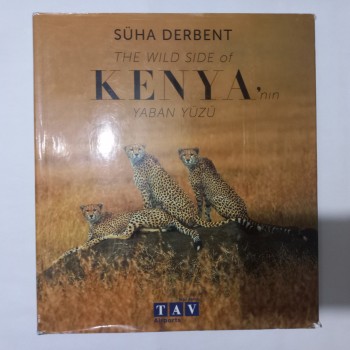 SÜHA DERBENT
THE WILD SIDE of
KENYA'nın
YABAN YÜZÜ
TAV